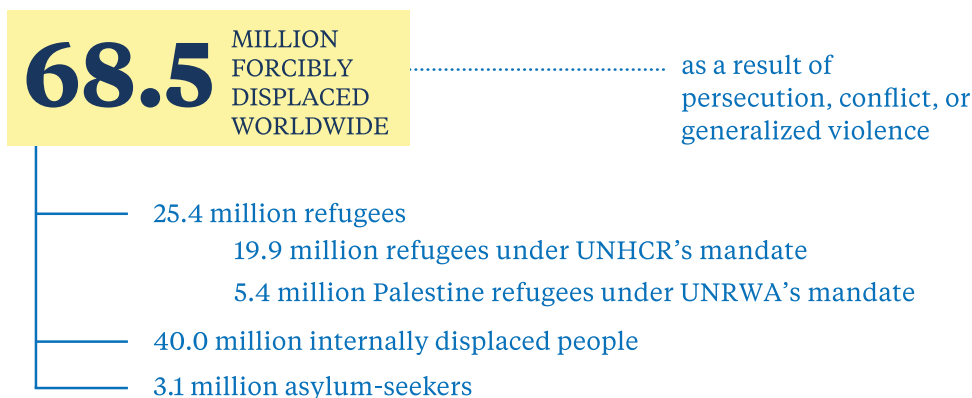 68.5
MILLION
FORCIBLY
DISPLACED
WORLDWIDE
as a result of
persecution, conflict, or
generalized violence
25.4 million refugees
19.9 million refugees under UNHCR’s mandate
5.4 million Palestine refugees under UNRWA’s mandate
40.0 million internally displaced people
3.1 million asylum-seekers